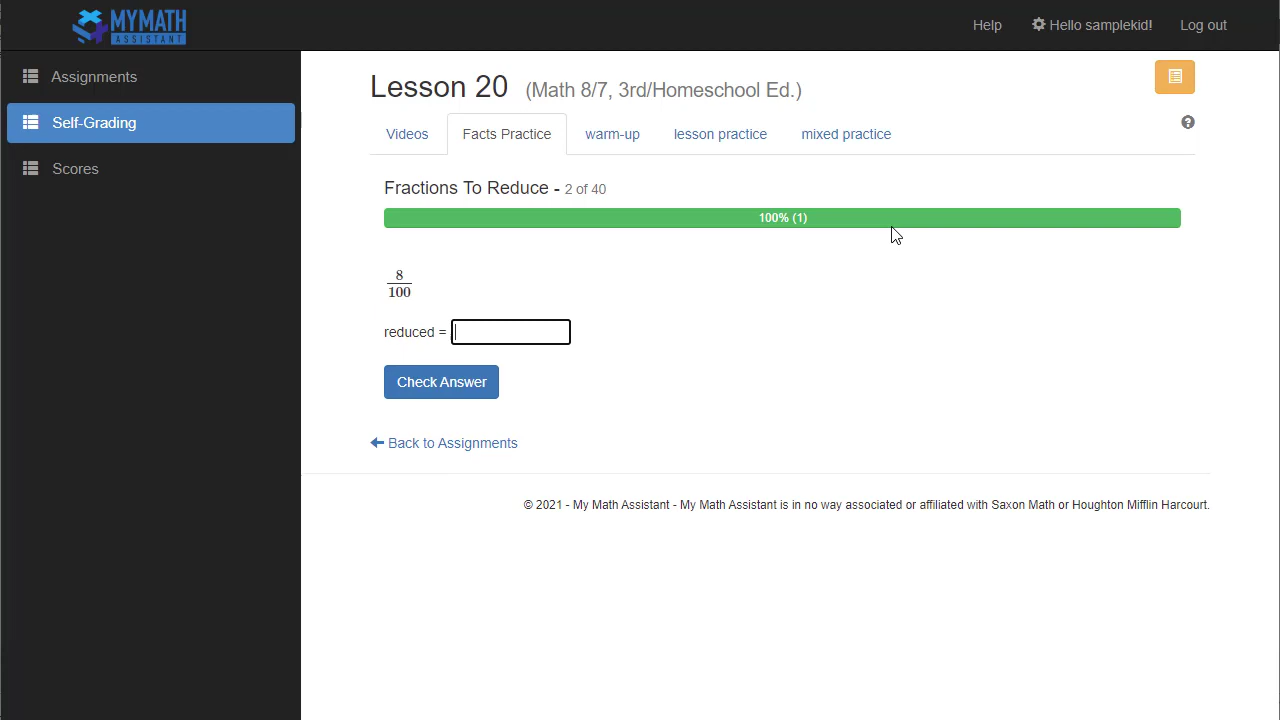 MYMATH
ASSISTANT
Help
Hello samplekid!
Log out
Assignments
Self-Grading
Scores
Lesson 20 (Math 8/7, 3rd/Homeschool Ed.)
Videos
Facts Practice
warm-up
lesson practice
mixed practice
Fractions To Reduce - 2 of 40
100% (1)
8
100
reduced =
Check Answer
Back to Assignments
© 2021 - My Math Assistant - My Math Assistant is in no way associated or affiliated with Saxon Math or Houghton Mifflin Harcourt.